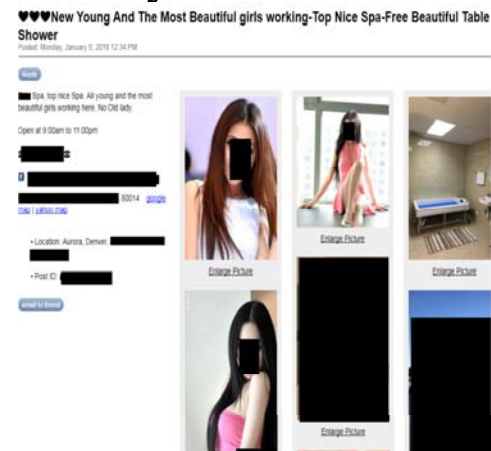 ♥♥♥New Young And The Most Beautiful girls working-Top Nice Spa-Free Beautiful Table
Shower
Posted: Monday, January 8, 2018 12:34 PM
Reply
Spa, top nice Spa. All young and the most
beautiful girls working here, No Old lady.
Open at 9:00am to 11:00pm
80014 google
map | yahoo map
• Location: Aurora, Denver,
• Post ID:
email to friend
Enlarge Picture
Enlarge Picture
Enlarge Picture
Enlarge Picture